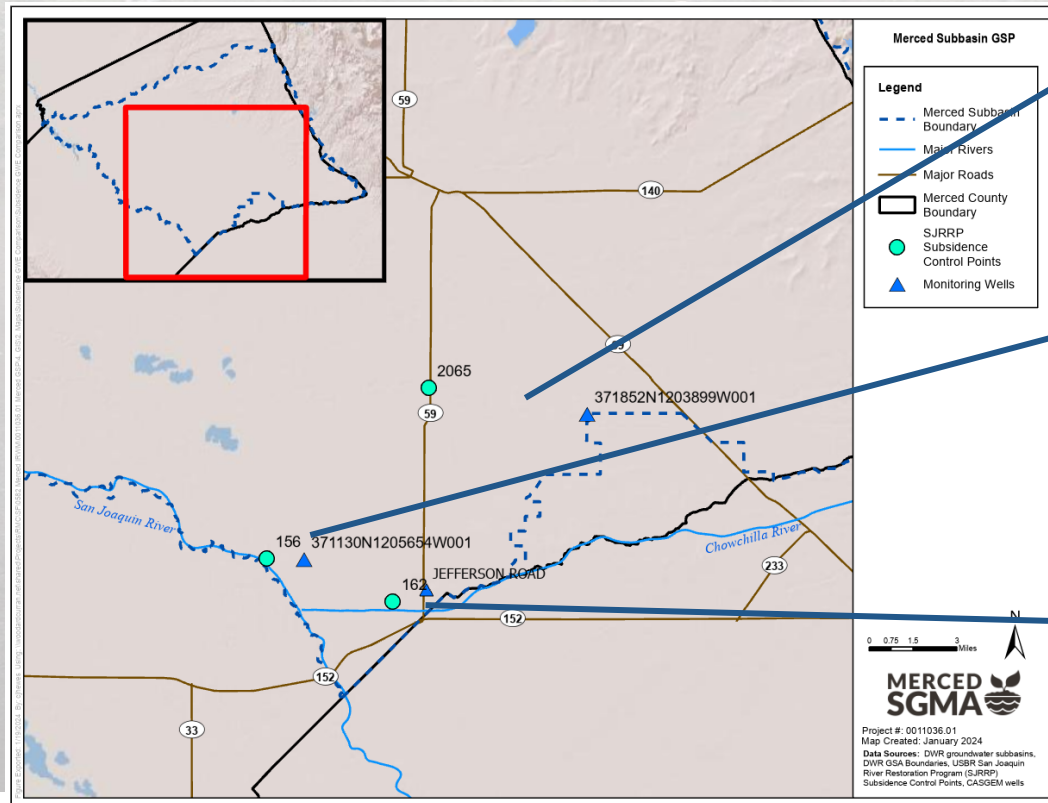 Merced Subbasin GSP
Legend
Merced Subbasin
Boundary
Major Rivers
Major Roads
Merced County
Boundary
SJRRP
Subsidence
Control Points
Monitoring Wells
59
140
59
2065
59
371852N1203899W001
San Joaquin River
156
371130N1205654W001
Chowchilla River
162
JEFFERSON ROAD
233
152
152
33
N
0 0.75 1.5 3
Miles
MERCED
SGMA
Project #: 0011036.01
Map Created: January 2024
Data Sources: DWR groundwater subbasins,
DWR GSA Boundaries, USBR San Joaquin
River Restoration Program (SJRRP)
Subsidence Control Points, CASGEM wells